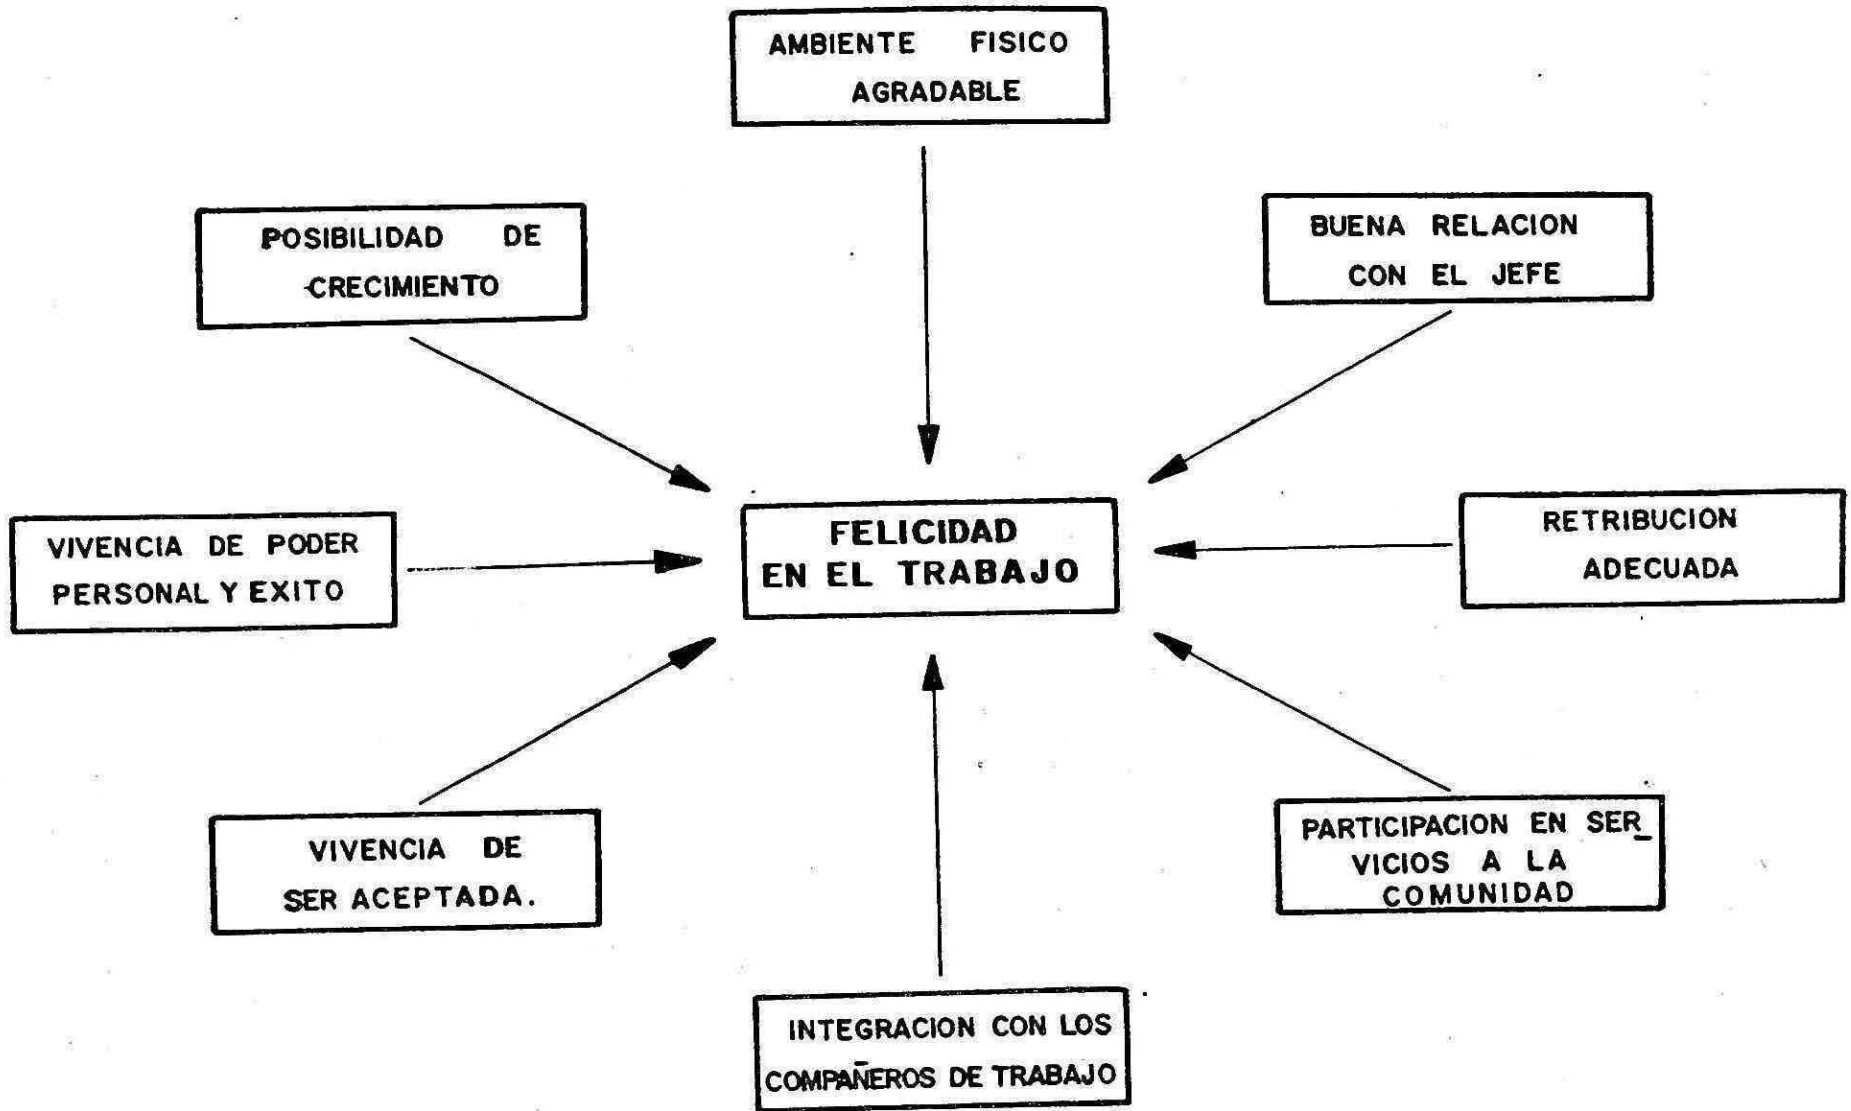 AMBIENTE FISICO
AGRADABLE
POSIBILIDAD DE
CRECIMIENTO
BUENA RELACION
CON EL JEFE
VIVENCIA DE PODER
PERSONAL Y EXITO
FELICIDAD
EN EL TRABAJO
RETRIBUCION
ADECUADA
VIVENCIA DE
SER ACEPTADA.
PARTICIPACION EN SER_
VICIOS A LA
COMUNIDAD
INTEGRACION CON LOS
COMPAÑEROS DE TRABAJO